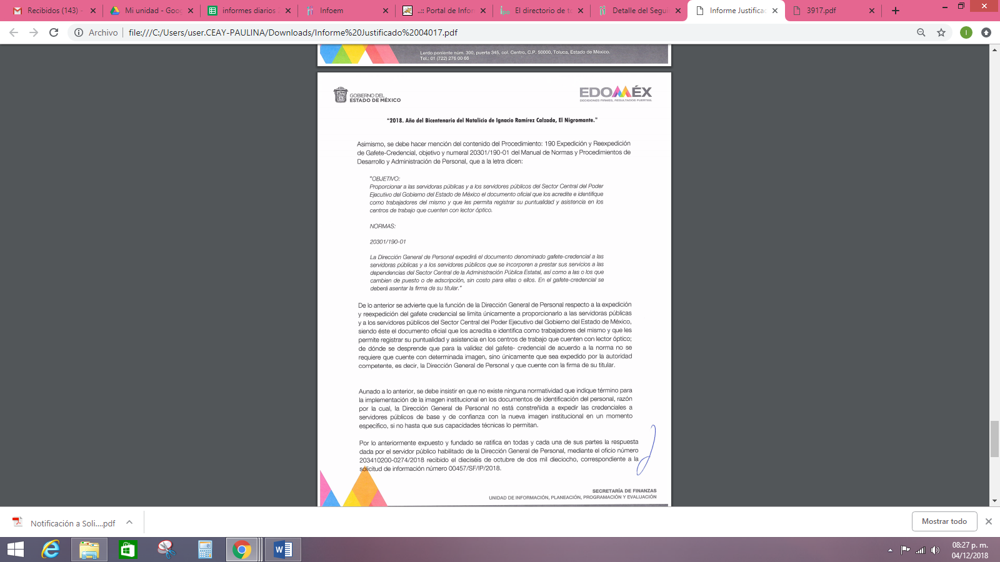 Recibidos (143) -
Mi unidad - Goo
informes diarios 2
Infoem
..:: Portal de Infor
El directorio de t
Detalle del Segui
Informe Justificac
3917.pdf
Archivo
file:///C:/Users/user.CEAY-PAULINA/Downloads/Informe%20Justificado%2004017.pdf
I
Lerdo poniente núm. 300, puerta 345, col. Centro, C.P. 50000, Toluca, Estado de México.
Tel.: 01 (722) 276 00 66
GOBIERNO DEL
ESTADO DE MÉXICO
EDOMÉX
DECISIONES FIRMES, RESULTADOS FUERTES.
"2018. Año del Bicentenario del Natalicio de Ignacio Ramírez Calzada, El Nigromante."
Asimismo, se debe hacer mención del contenido del Procedimiento: 190 Expedición y Reexpedición
de Gafete-Credencial, objetivo y numeral 20301/190-01 del Manual de Normas y Procedimientos de
Desarrollo y Administración de Personal, que a la letra dicen:
"OBJETIVO:
Proporcionar a las servidoras públicas y a los servidores públicos del Sector Central del Poder
Ejecutivo del Gobierno del Estado de México el documento oficial que los acredite e identifique
como trabajadores del mismo y que les permita registrar su puntualidad y asistencia en los
centros de trabajo que cuenten con lector óptico.
NORMAS:
20301/190-01
La Dirección General de Personal expedirá el documento denominado gafete-credencial a las
servidoras públicas y a los servidores públicos que se incorporen a prestar sus servicios a las
dependencias del Sector Central de la Administración Pública Estatal, así como a las o los que
cambien de puesto o de adscripción, sin costo para ellas o ellos. En el gafete-credencial se
deberá asentar la firma de su titular."
De lo anterior se advierte que la función de la Dirección General de Personal respecto a la expedición
y reexpedición del gafete credencial se limita únicamente a proporcionarlo a las servidoras públicas
y a los servidores públicos del Sector Central del Poder Ejecutivo del Gobierno del Estado de México,
siendo éste el documento oficial que los acredita e identifica como trabajadores del mismo y que les
permite registrar su puntualidad y asistencia en los centros de trabajo que cuenten con lector óptico;
de dónde se desprende que para la validez del gafete- credencial de acuerdo a la norma no se
requiere que cuente con determinada imagen, sino únicamente que sea expedido por la autoridad
competente, es decir, la Dirección General de Personal y que cuente con la firma de su titular.
Aunado a lo anterior, se debe insistir en que no existe ninguna normatividad que indique término para
la implementación de la imagen institucional en los documentos de identificación del personal, razón
por la cual, la Dirección General de Personal no está constreñida a expedir las credenciales a
servidores públicos de base y de confianza con la nueva imagen institucional en un momento
especifico, si no hasta que sus capacidades técnicas lo permitan.
Por lo anteriormente expuesto y fundado se ratifica en todas y cada una de sus partes la respuesta
dada por el servidor público habilitado de la Dirección General de Personal, mediante el oficio número
203410200-0274/2018 recibido el dieciséis de octubre de dos mil dieciocho, correspondiente a la
solicitud de información número 00457/SF/IP/2018.
SECRETARÍA DE FINANZAS
UNIDAD DE INFORMACIÓN, PLANEACIÓN, PROGRAMACIÓN Y EVALUACIÓN
Notificación a Soli....pdf
Mostrar todo
08:27 p. m.
04/12/2018